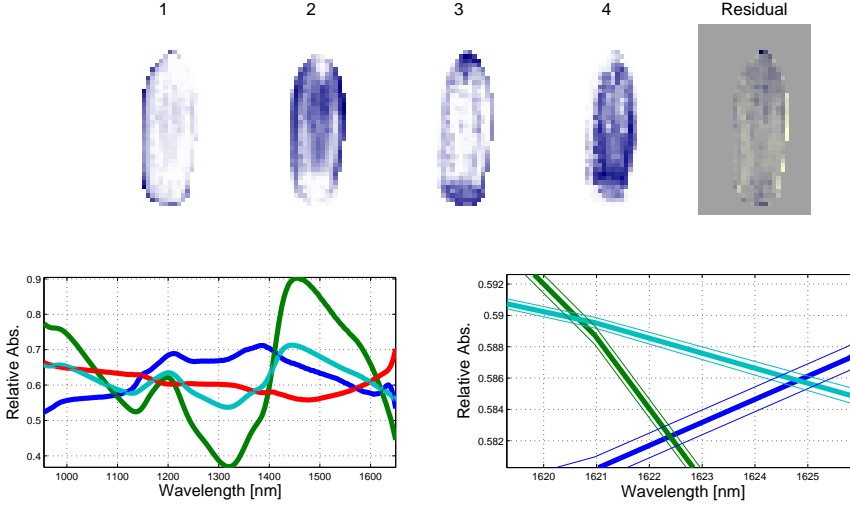 1 2 3 4 Residual
Relative Abs.
0.9
0.8
0.7
0.6
0.5
0.4
1000 1100 1200 1300 1400 1500 1600
Wavelength [nm]
Relative Abs.
0.592
0.59
0.588
0.586
0.584
0.582
1620 1621 1622 1623 1624 1625
Wavelength [nm]